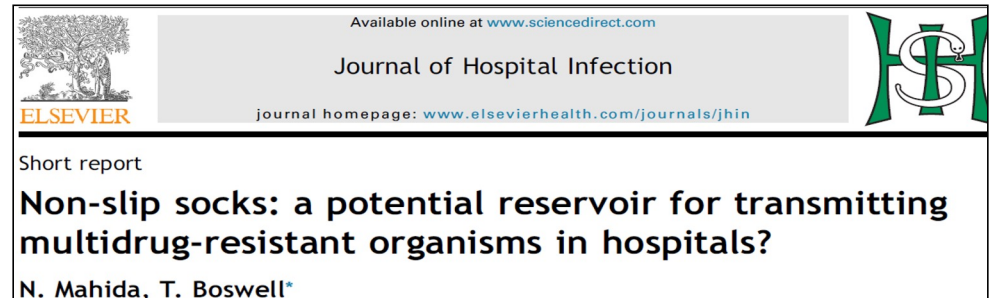 Available online at www.sciencedirect.com
Journal of Hospital Infection
journal homepage: www.elsevierhealth.com/journals/jhin
ELSEVIER
HIS
Short report
Non-slip socks: a potential reservoir for transmitting
multidrug-resistant organisms in hospitals?
N. Mahida, T. Boswell*